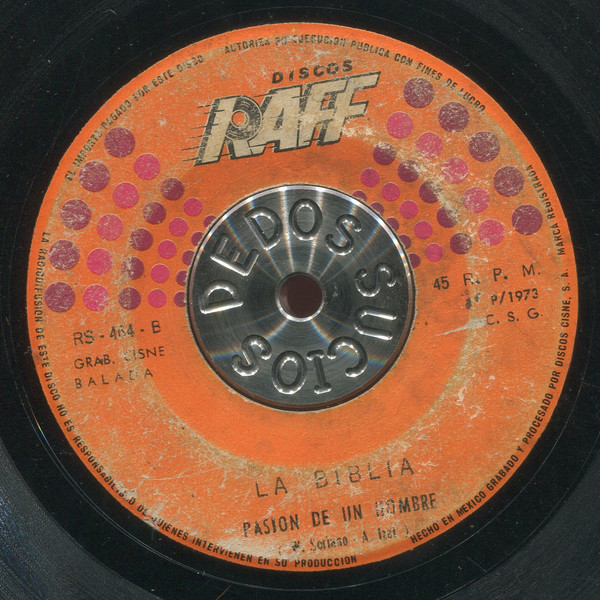 EL IMPORTE PAGADO POR ESTE DISCO AUTORIZA SU EJECUCION PUBLICA CON FINES DE LUCRO
MARCA REGISTRADA
DISCOS
RAFF
DEDOS SUCIOS
45 R. P. M.
P/1973
C. S. G.
RS-464-B
GRAB. CISNE
BALADA
LA BIBLIA
PASION DE UN HOMBRE
Soriano - A.
LA RADIODIFUSION DE ESTE DISCO NO ES RESPONSABILIDAD DE QUIENES INTERVIENEN EN SU PRODUCCION
HECHO EN MEXICO GRABADO Y PROCESADO POR DISCOS CISNE, S. A.